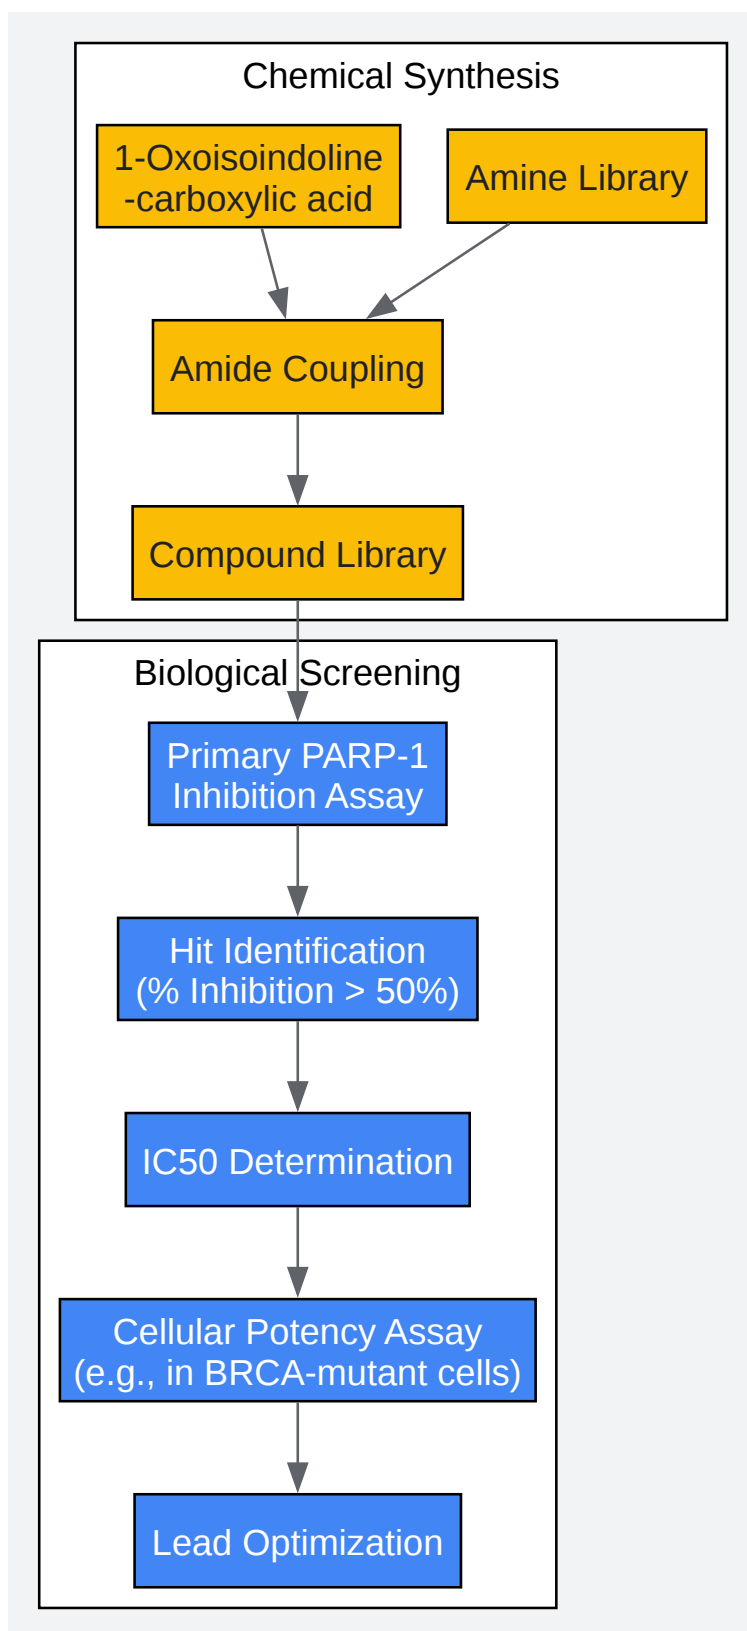 Chemical Synthesis
1-Oxoisoindoline
-carboxylic acid
Amine Library
Amide Coupling
Compound Library
Biological Screening
Primary PARP-1
Inhibition Assay
Hit Identification
(% Inhibition > 50%)
IC50 Determination
Cellular Potency Assay
(e.g., in BRCA-mutant cells)
Lead Optimization